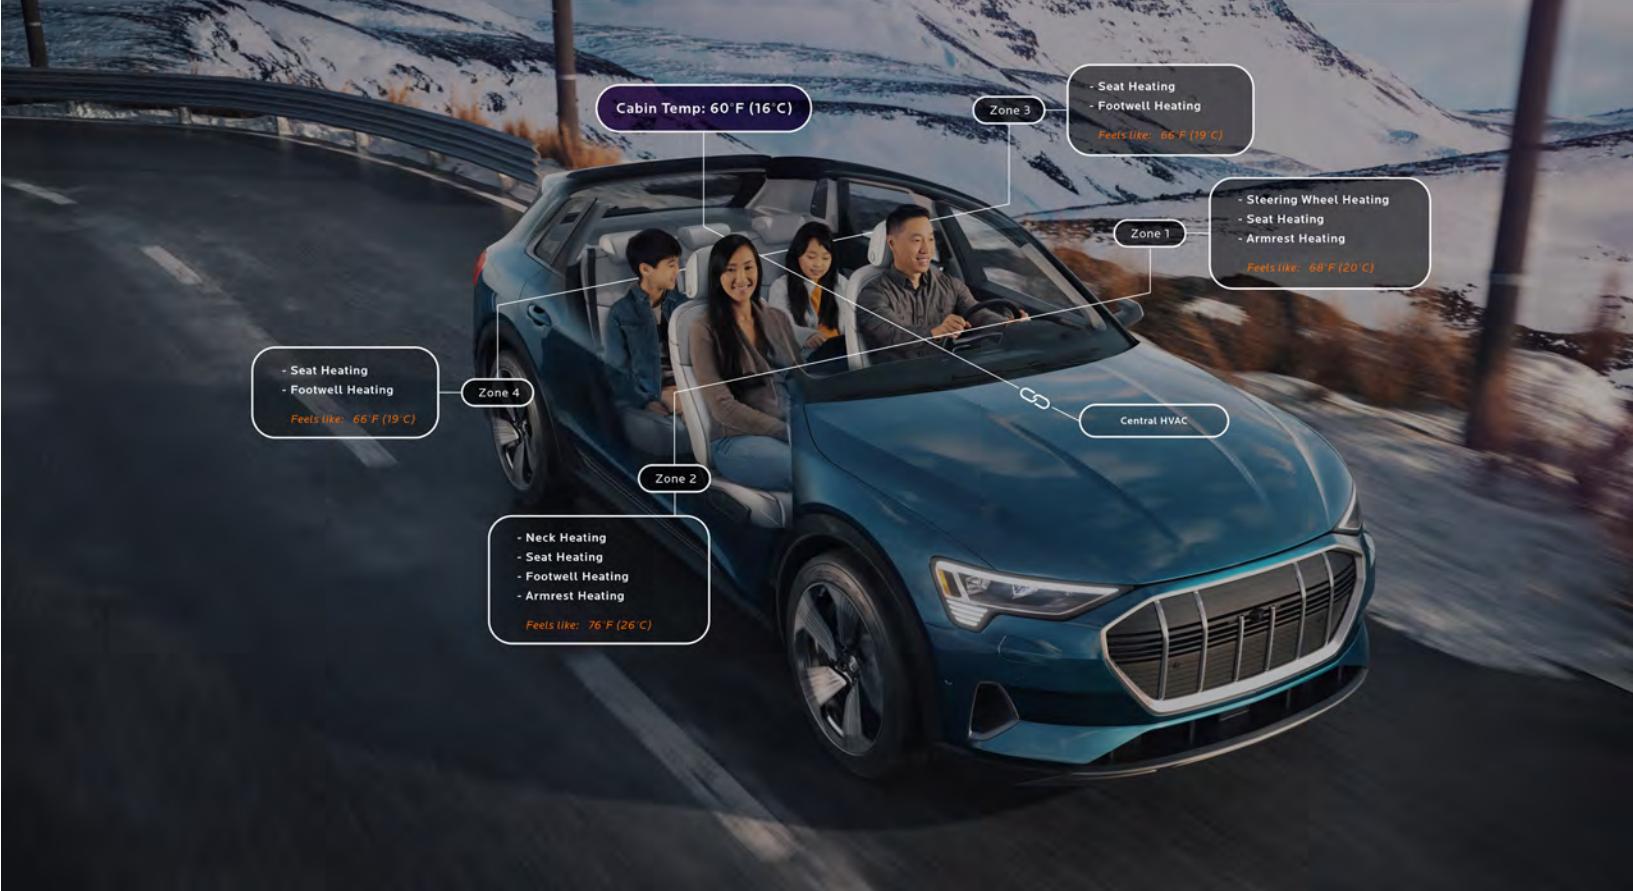 Cabin Temp: 60°F (16°C)
Zone 3
- Seat Heating
- Footwell Heating
Feels like: 66°F (19°C)
Zone 1
- Steering Wheel Heating
- Seat Heating
- Armrest Heating
Feels like: 68°F (20°C)
- Seat Heating
- Footwell Heating
Feels like: 66°F (19°C)
Zone 4
Central HVAC
Zone 2
- Neck Heating
- Seat Heating
- Footwell Heating
- Armrest Heating
Feels like: 76°F (26°C)